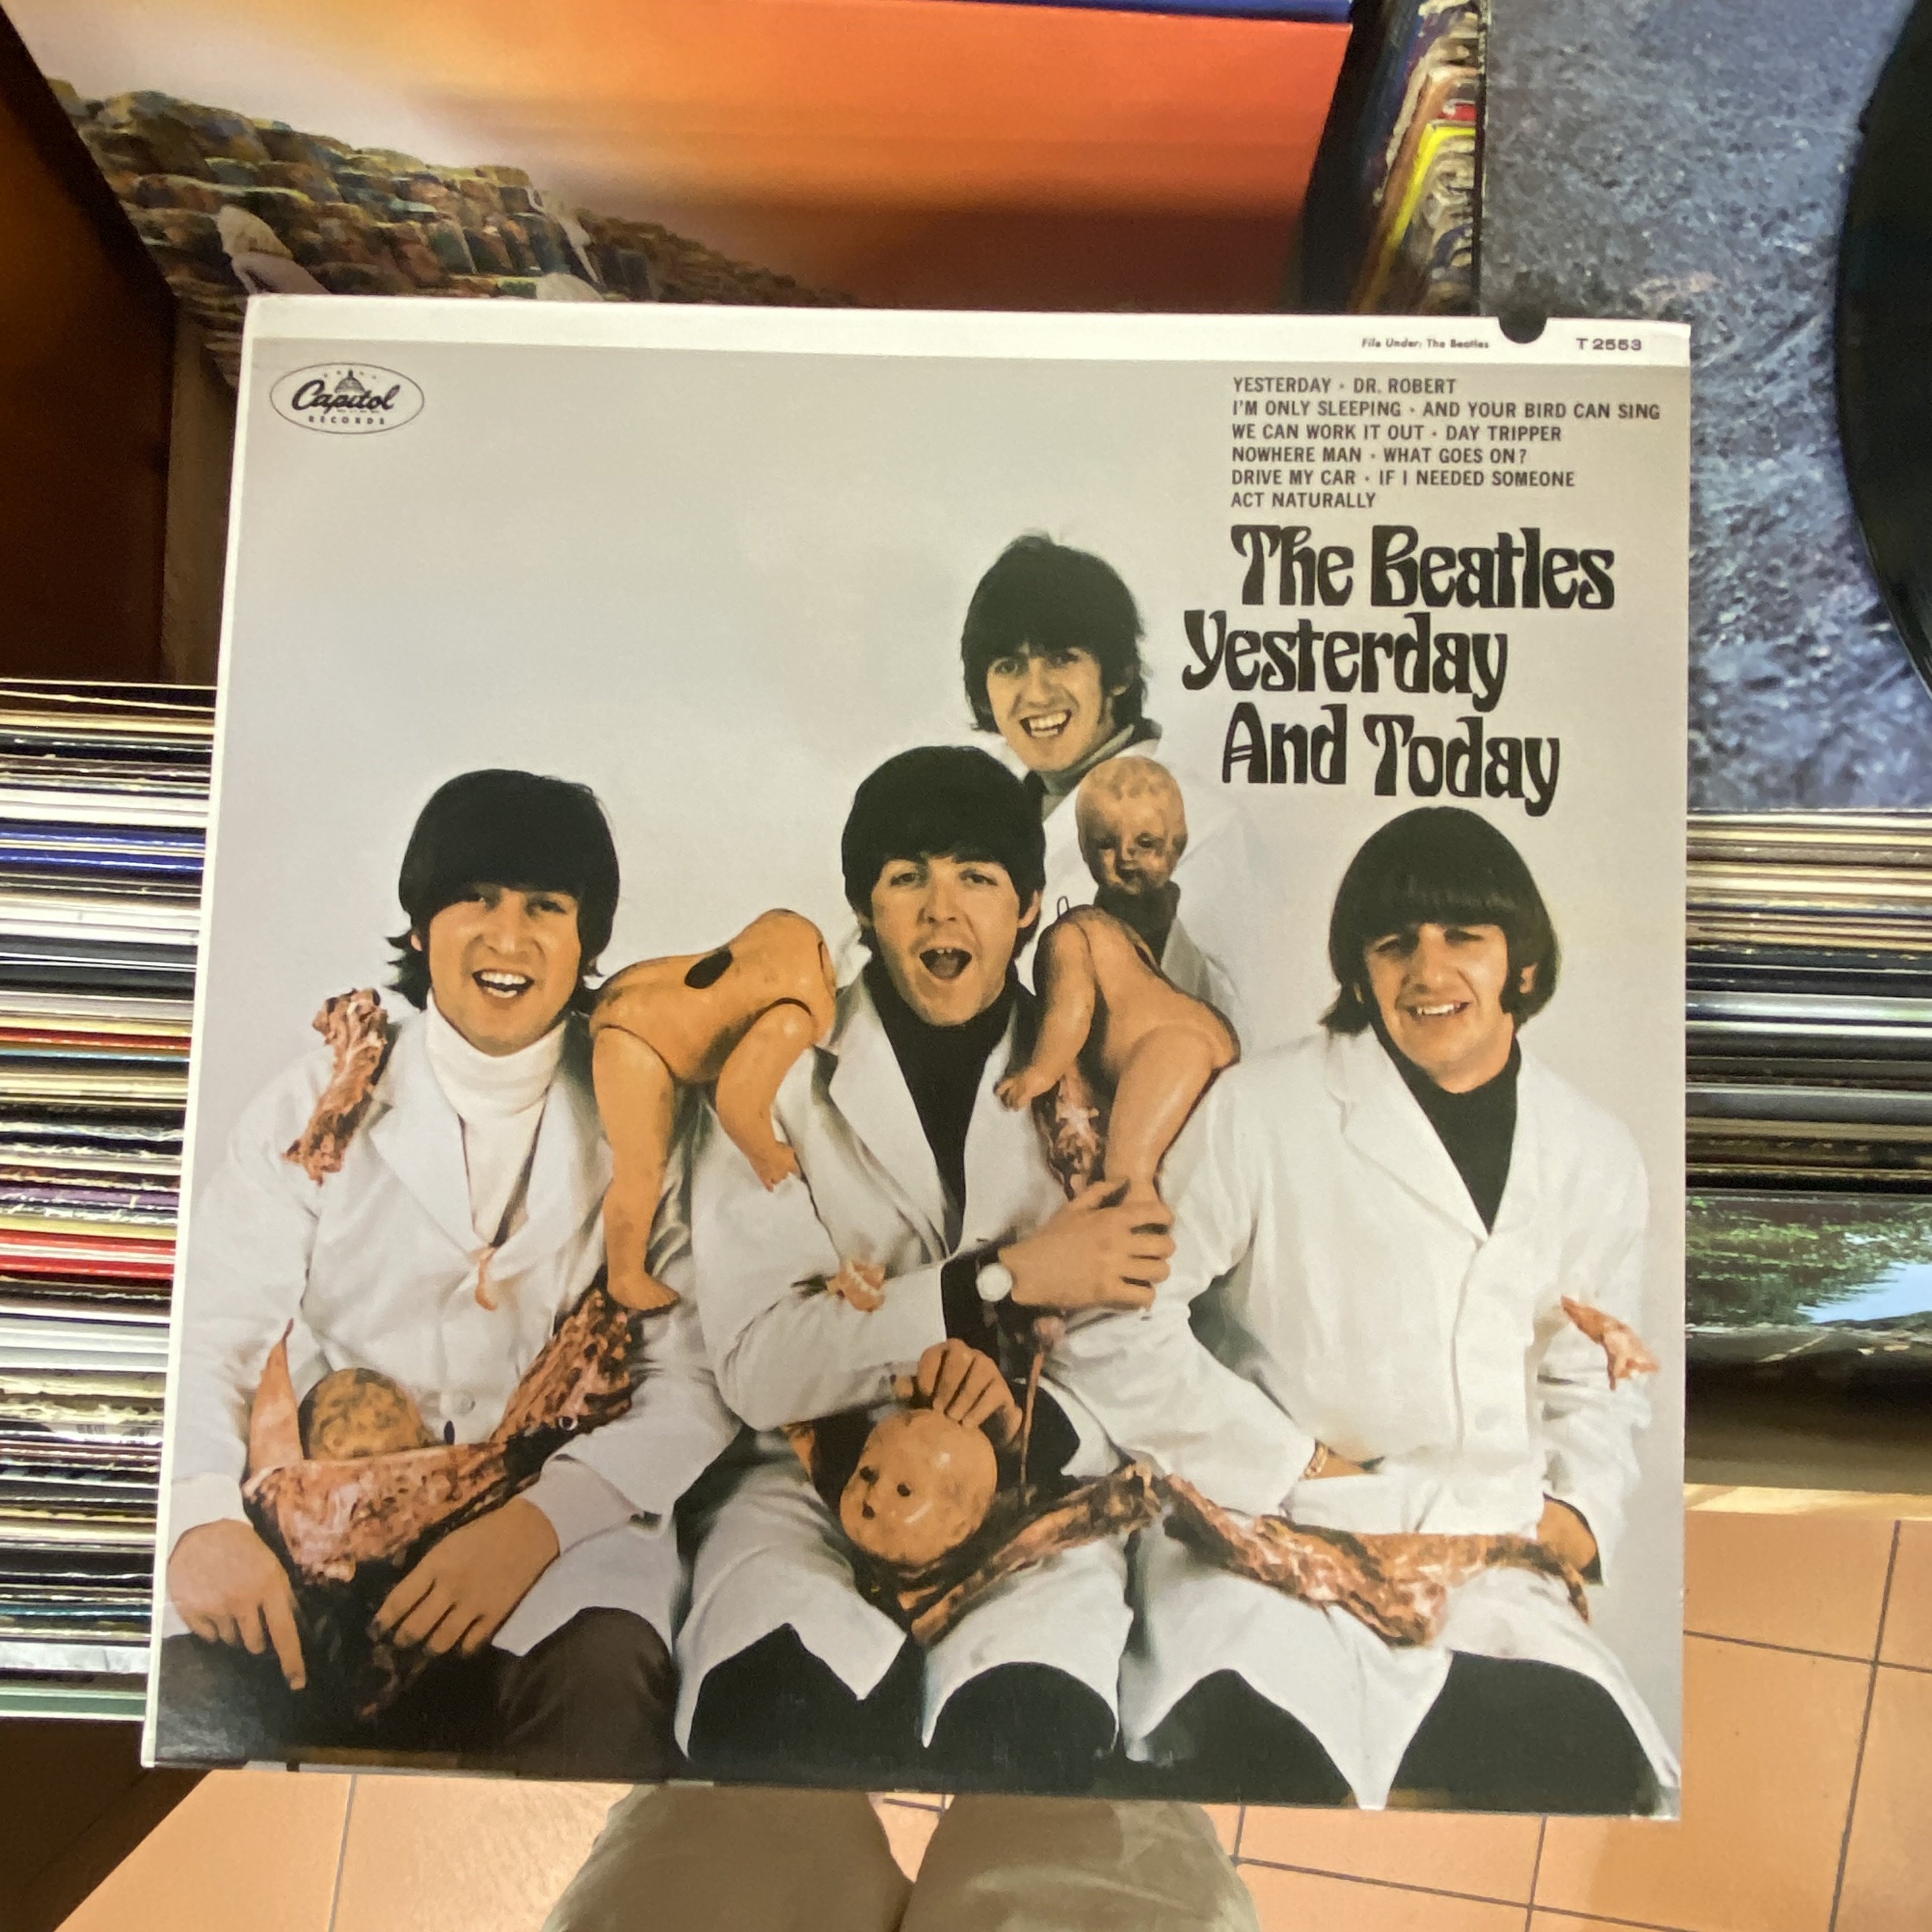 File Under: The Beatles
T 2553
Capitol
RECORDS
YESTERDAY · DR. ROBERT
I'M ONLY SLEEPING · AND YOUR BIRD CAN SING
WE CAN WORK IT OUT · DAY TRIPPER
NOWHERE MAN · WHAT GOES ON?
DRIVE MY CAR · IF I NEEDED SOMEONE
ACT NATURALLY
The Beatles
Yesterday
And Today